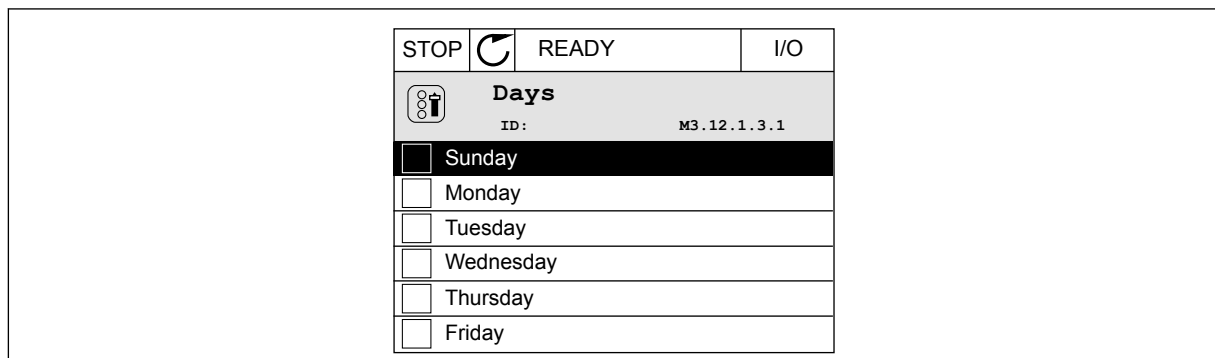 STOP READY I/O
Days
ID: M3.12.1.3.1
Sunday
Monday
Tuesday
Wednesday
Thursday
Friday